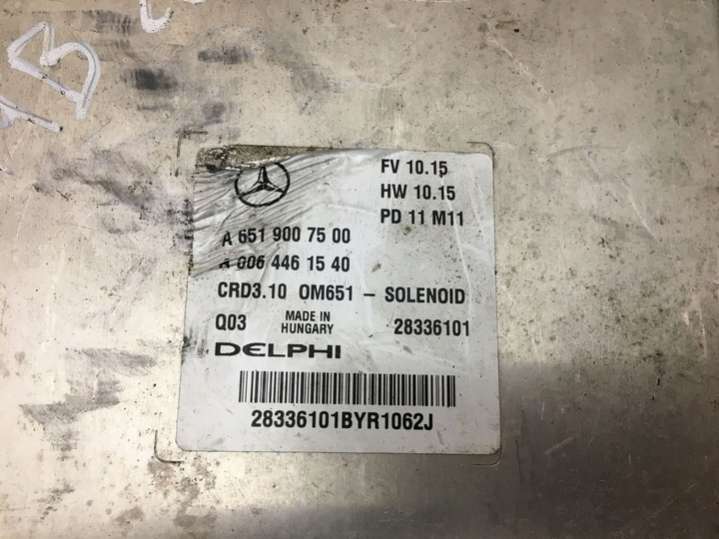 FV 10.15
HW 10.15
PD 11 M11
A 651 900 75 00
A 006 446 15 40
CRD3.10 OM651 - SOLENOID
Q03 MADE IN HUNGARY 28336101
DELPHI
28336101BYR1062J